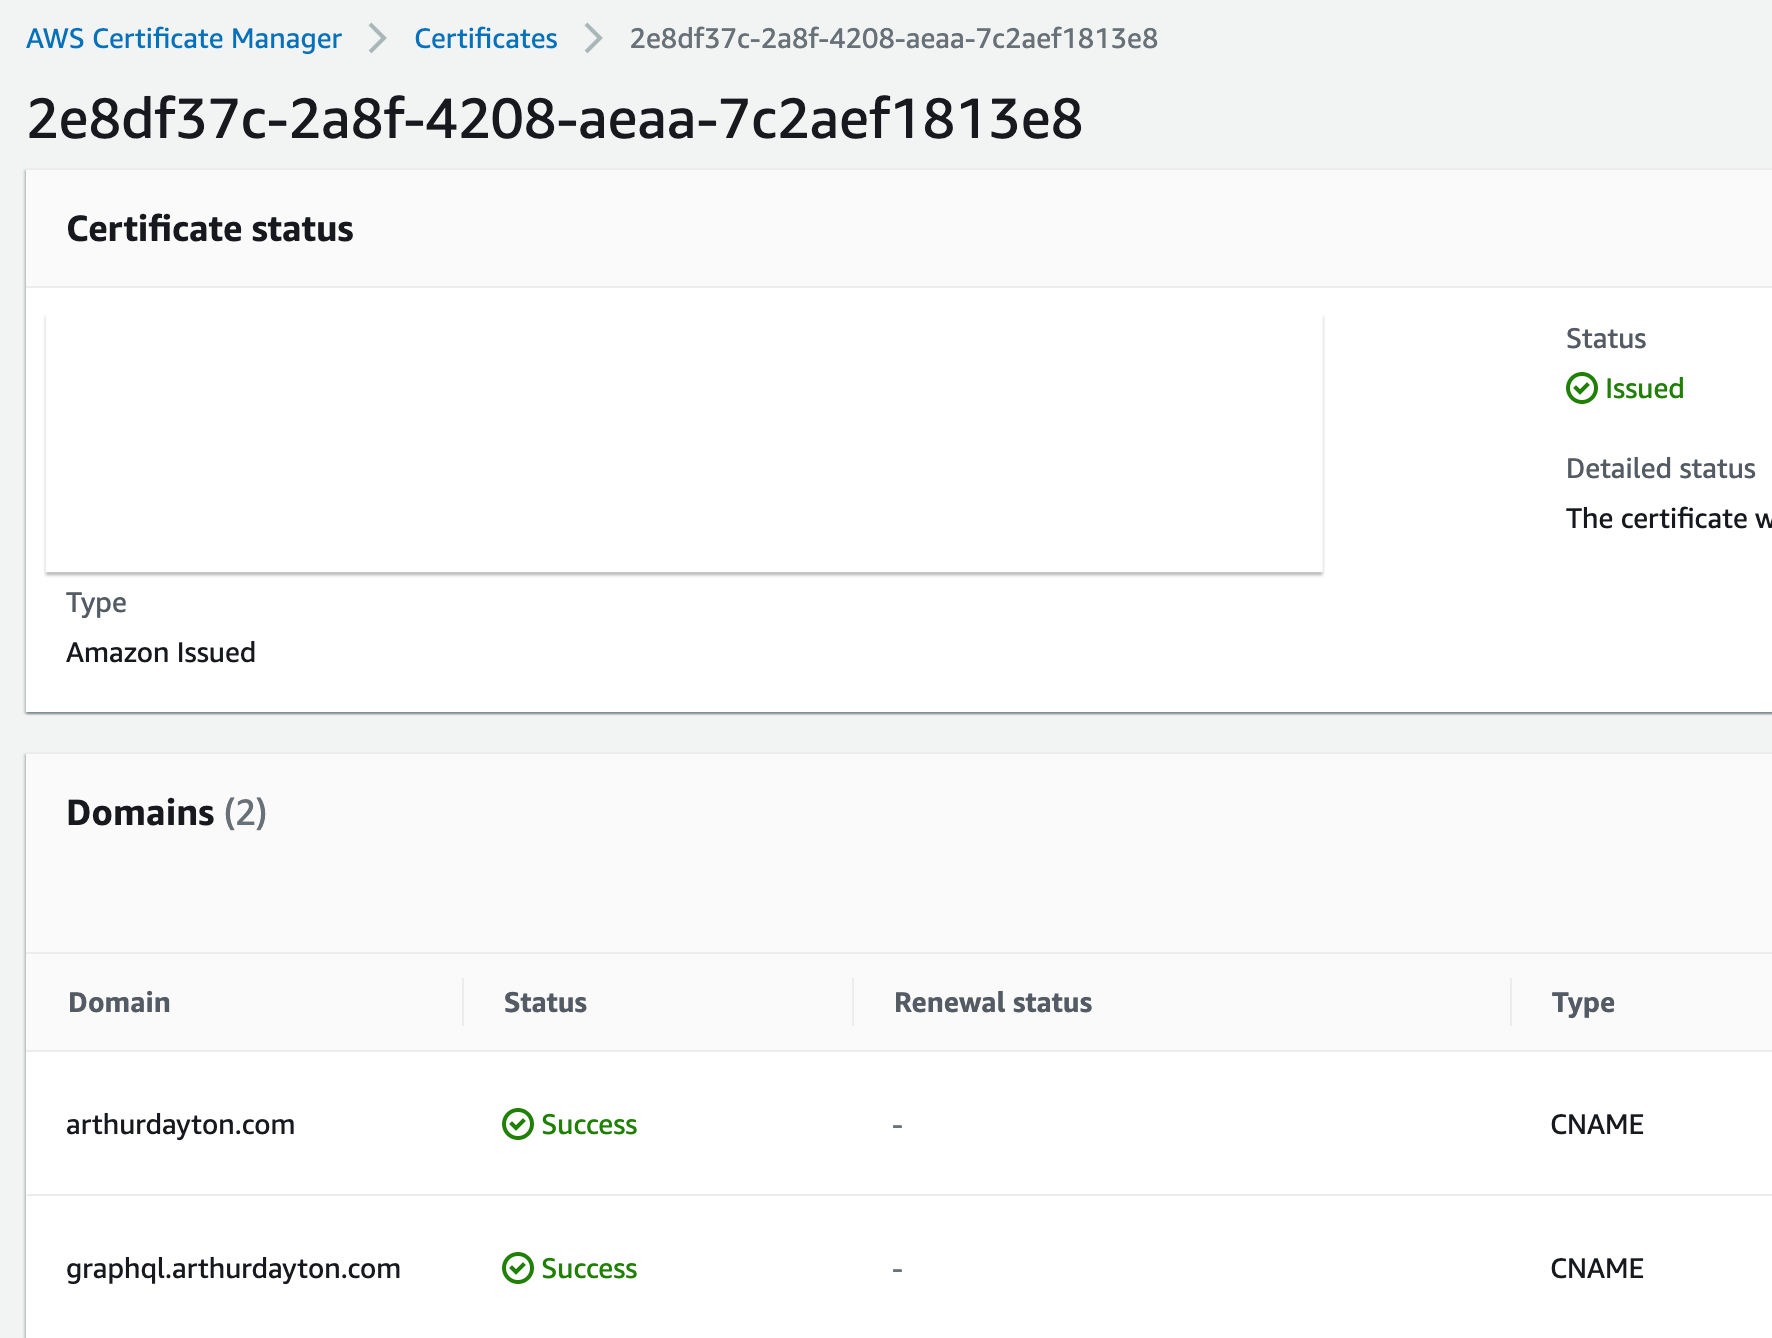 AWS Certificate Manager > Certificates > 2e8df37c-2a8f-4208-aeaa-7c2aef1813e8
2e8df37c-2a8f-4208-aeaa-7c2aef1813e8
Certificate status
Status
Issued
Detailed status
The certificate w
Type
Amazon Issued
Domains (2)
Domain Status Renewal status Type
arthurdayton.com Success - CNAME
graphql.arthurdayton.com Success - CNAME